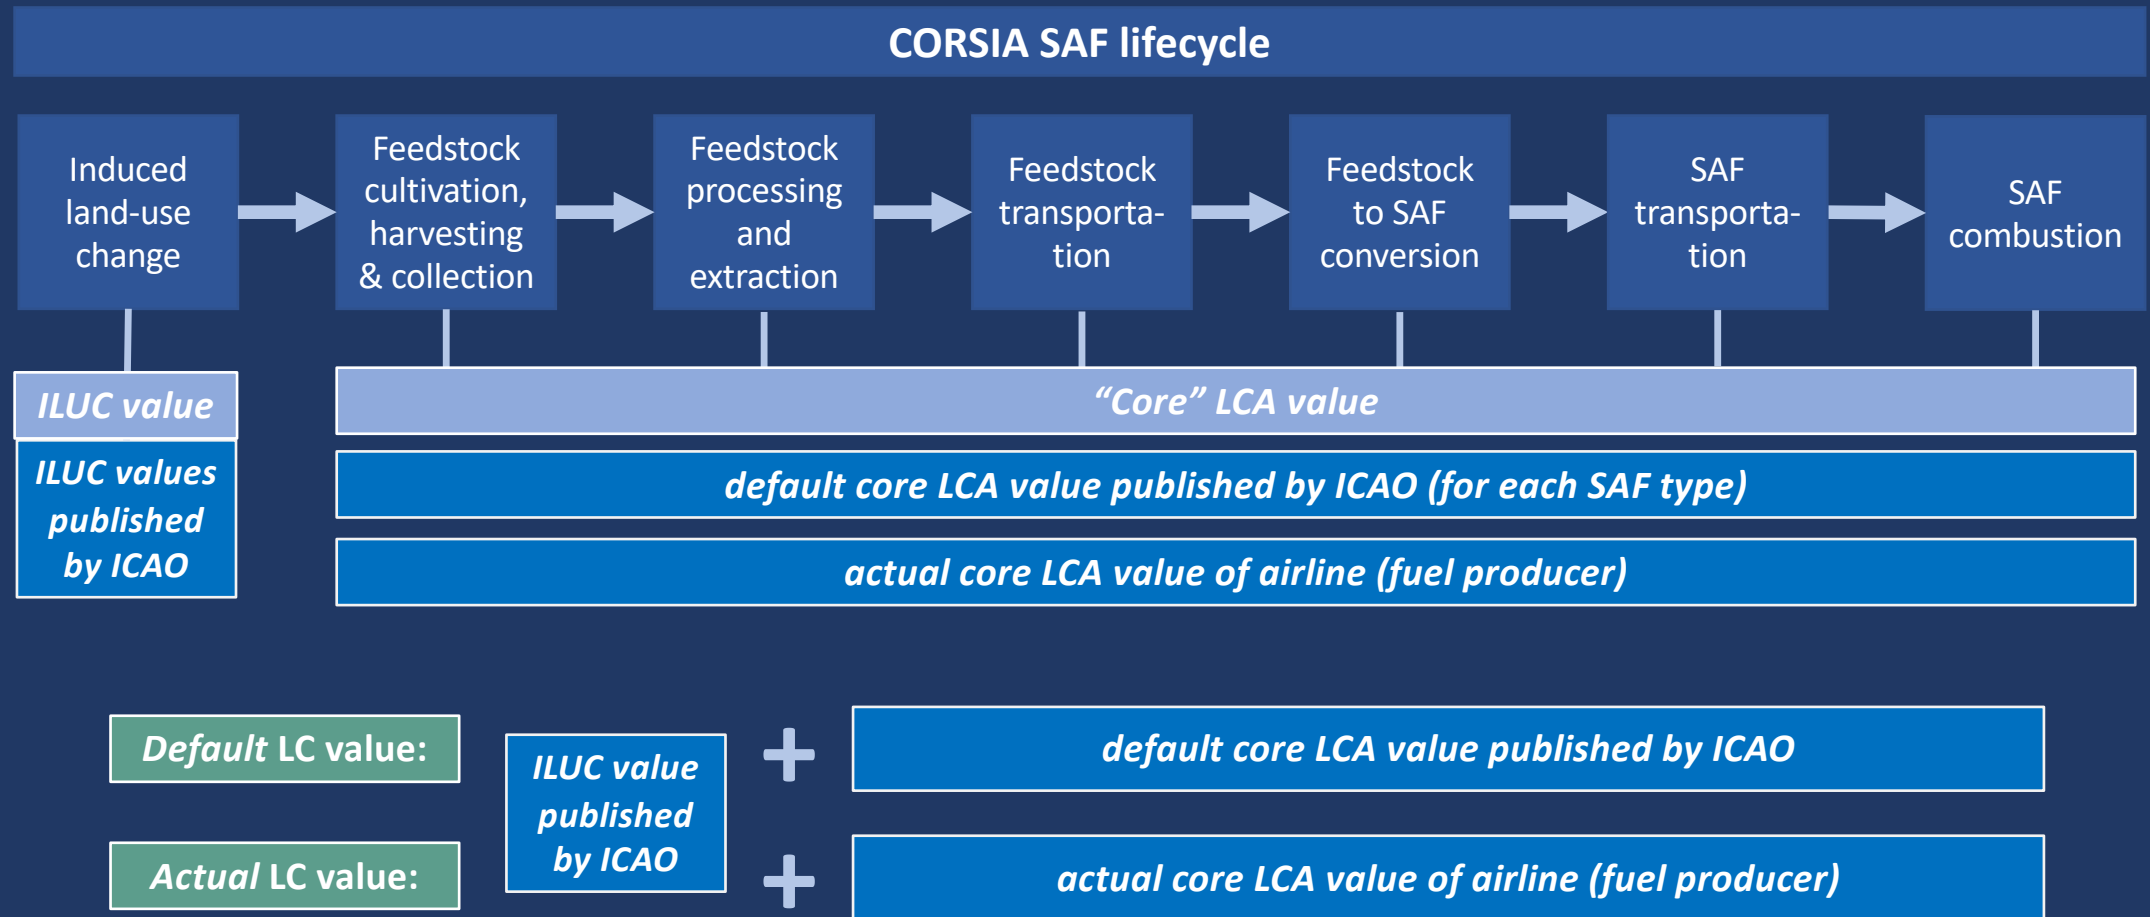 CORSIA SAF lifecycle
Induced
land-use
change
Feedstock
cultivation,
harvesting
& collection
Feedstock
processing
and
extraction
Feedstock
transporta-
tion
Feedstock
to SAF
conversion
SAF
transporta-
tion
SAF
combustion
ILUC value
“Core” LCA value
ILUC values
published
by ICAO
default core LCA value published by ICAO (for each SAF type)
actual core LCA value of airline (fuel producer)
Default LC value:
ILUC value
published
by ICAO
+
default core LCA value published by ICAO
Actual LC value:
+
actual core LCA value of airline (fuel producer)